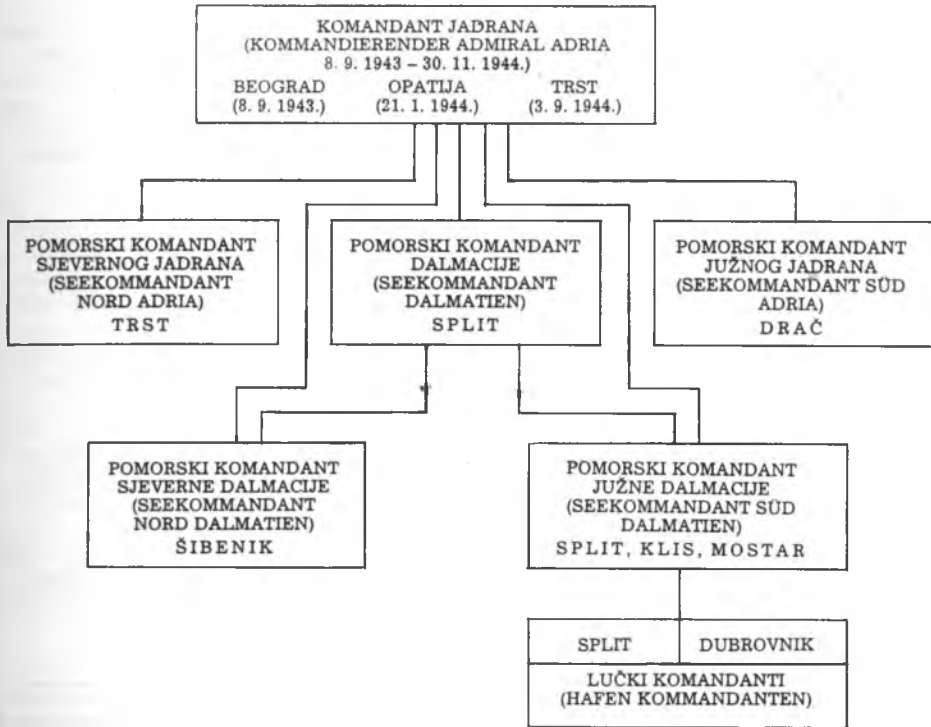 KOMANDANT JADRANA
(KOMMANDIERENDER ADMIRAL ADRIA
8. 9. 1943 – 30. 11. 1944.)
BEOGRAD OPATIJA TRST
(8. 9. 1943.) (21. 1. 1944.) (3. 9. 1944.)
POMORSKI KOMANDANT
SJEVERNOG JADRANA
(SEEKOMMANDANT
NORD ADRIA)
TRST
POMORSKI KOMANDANT
DALMACIJE
(SEEKOMMANDANT
DALMATIEN)
SPLIT
POMORSKI KOMANDANT
JUŽNOG JADRANA
(SEEKOMMANDANT SÜD
ADRIA)
DRAČ
POMORSKI KOMANDANT
SJEVERNE DALMACIJE
(SEEKOMMANDANT
NORD DALMATIEN)
ŠIBENIK
POMORSKI KOMANDANT
JUŽNE DALMACIJE
(SEEKOMMANDANT SÜD
DALMATIEN)
SPLIT, KLIS, MOSTAR
SPLIT DUBROVNIK
LUČKI KOMANDANTI
(HAFEN KOMMANDANTEN)